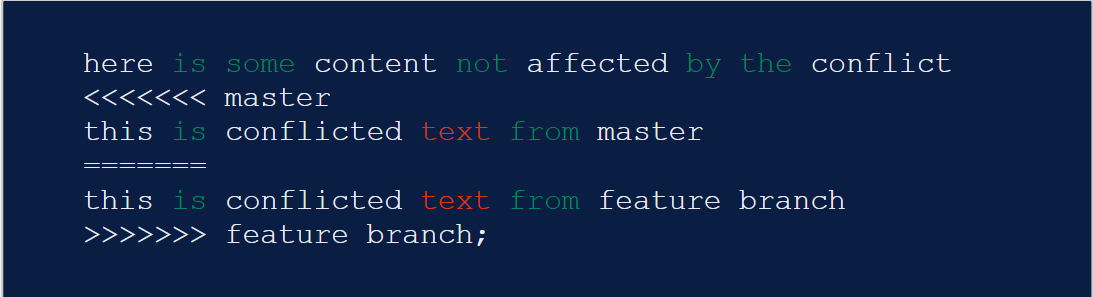 here is some content not affected by the conflict
<<<<<<< master
this is conflicted text from master
=======
this is conflicted text from feature branch
>>>>>>> feature branch;